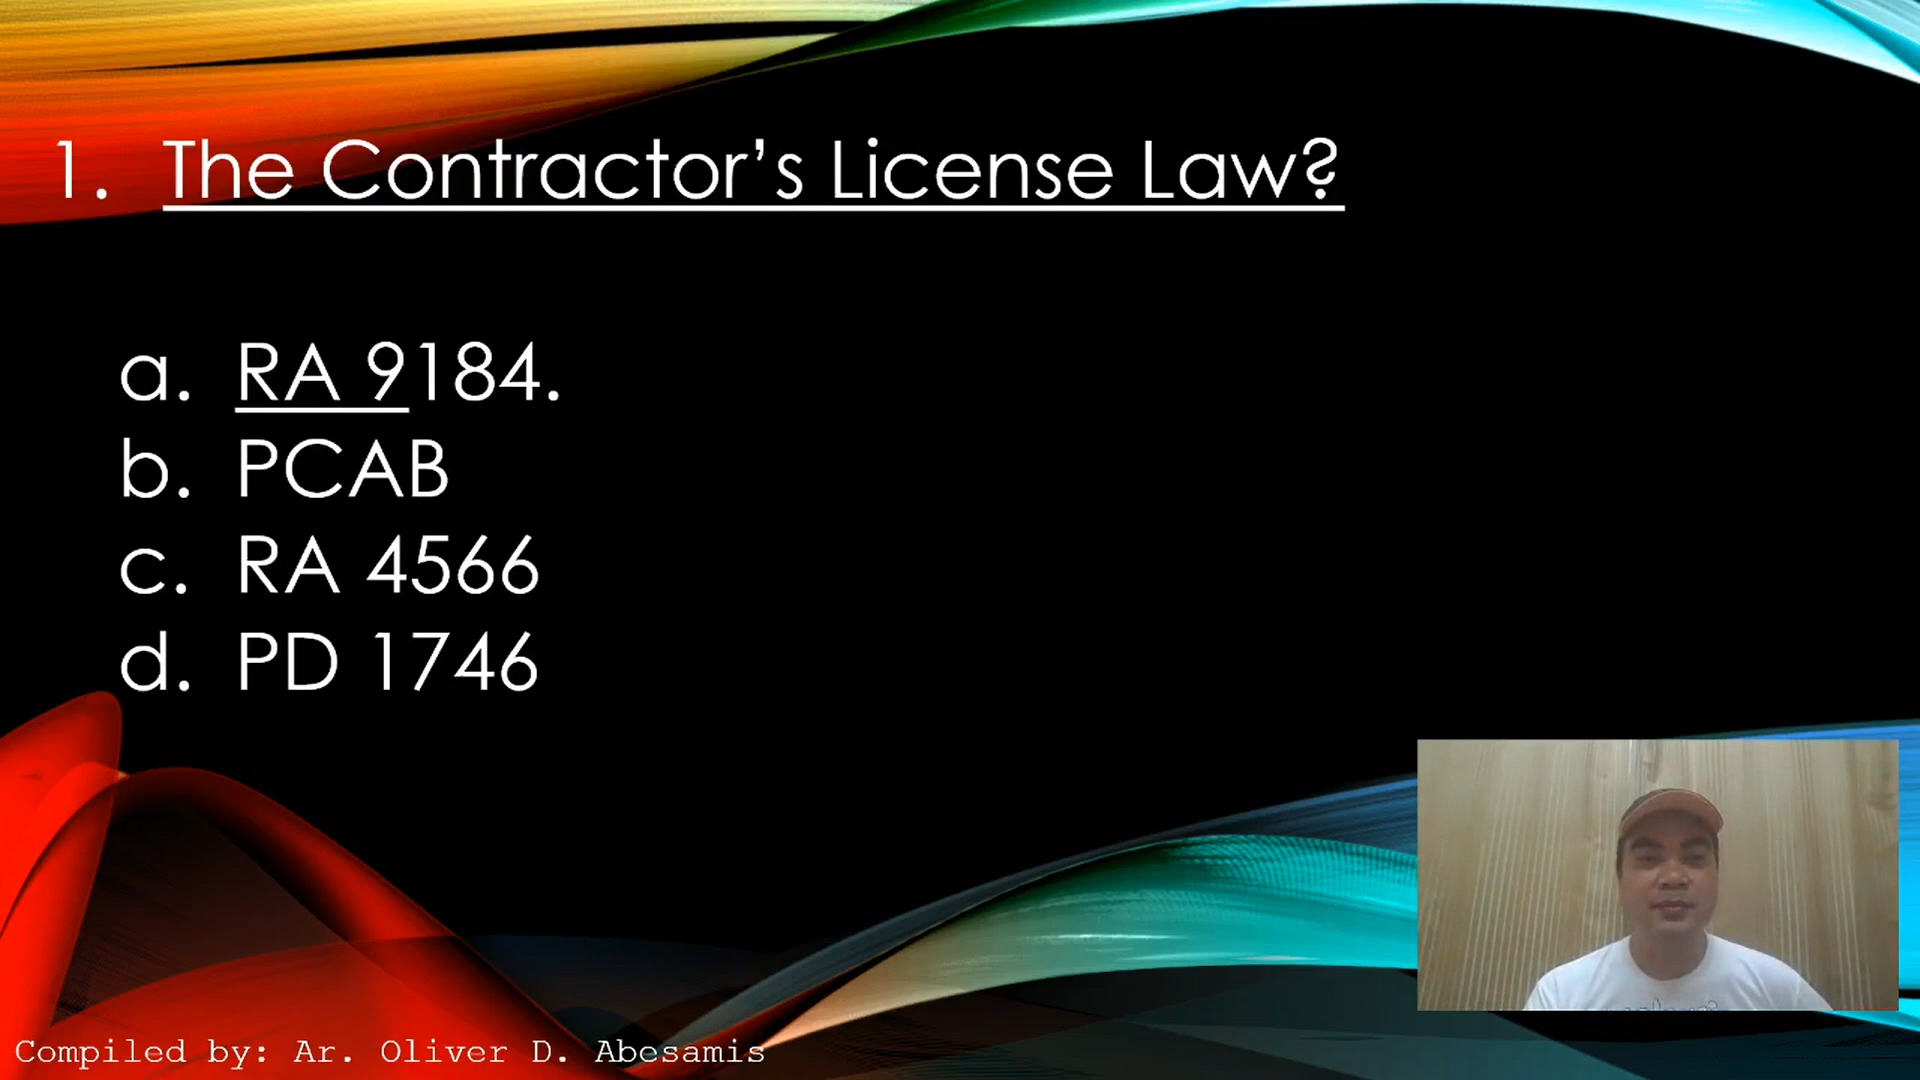 1. The Contractor’s License Law?
a. RA 9184.
b. PCAB
c. RA 4566
d. PD 1746
Compiled by: Ar. Oliver D. Abesamis